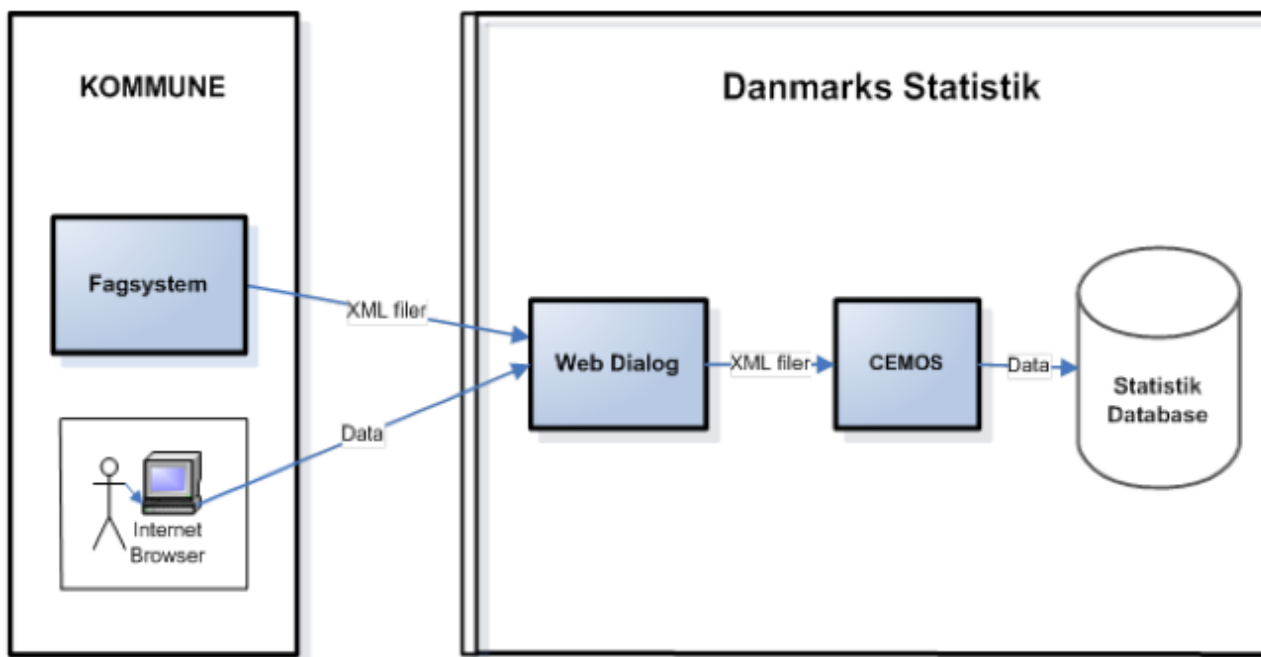 KOMMUNE
Danmarks Statistik
Fagsystem
XML filer
Web Dialog
XML filer
CEMOS
Data
Statistik
Database
Data
Internet
Browser